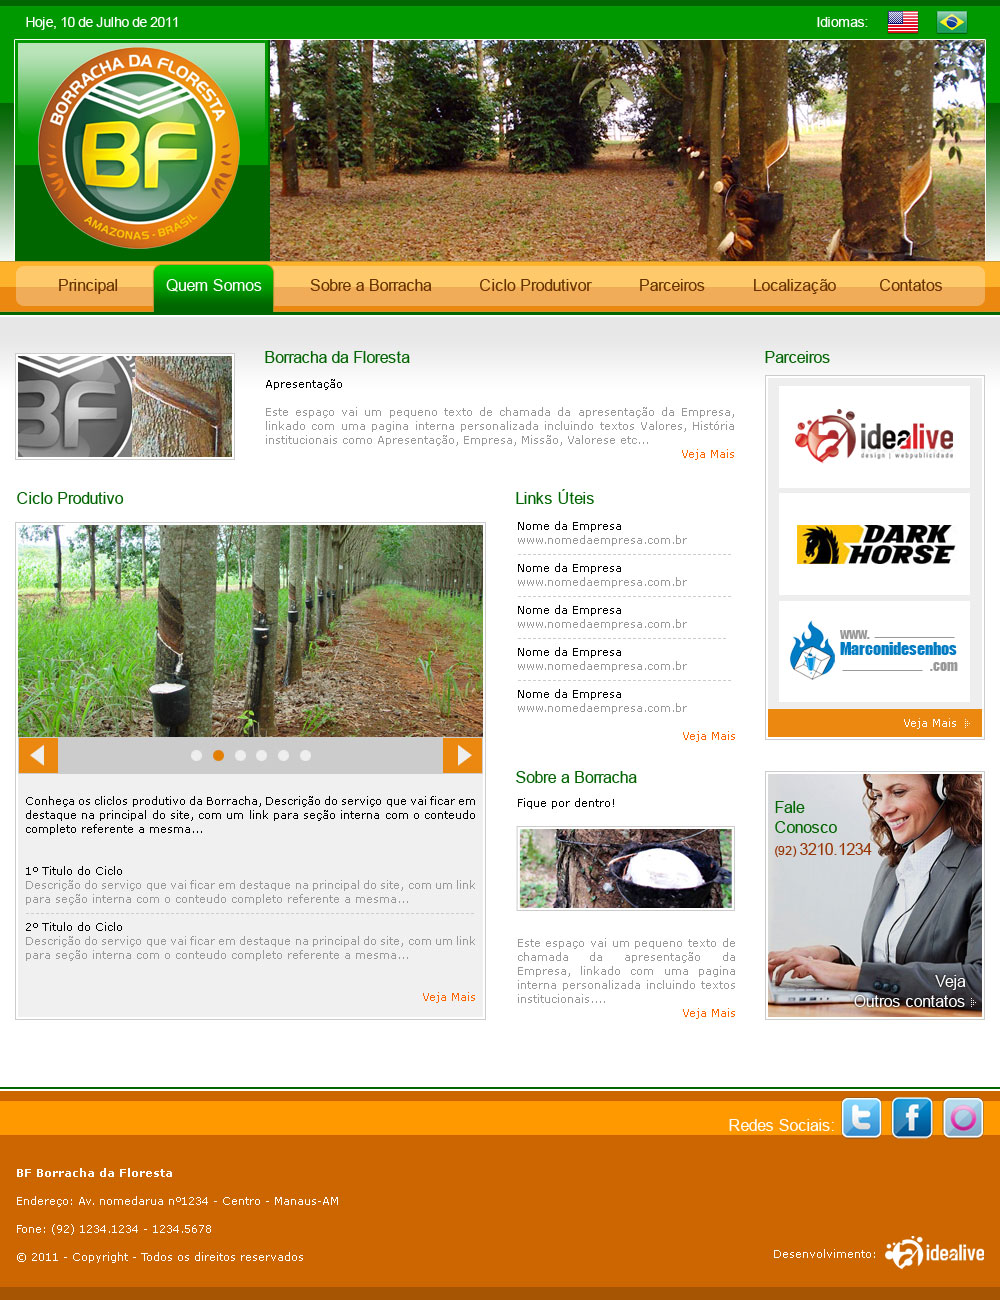 Hoje, 10 de Julho de 2011
Idiomas:
BORRACHA DA FLORESTA
BF
AMAZONAS - BRASIL
Principal
Quem Somos
Sobre a Borracha
Ciclo Produtivor
Parceiros
Localização
Contatos
BF
Borracha da Floresta
Apresentação
Este espaço vai um pequeno texto de chamada da apresentação da Empresa,
linkado com uma pagina interna personalizada incluindo textos Valores, História
institucionais como Apresentação, Empresa, Missão, Valorese etc...
Veja Mais
Parceiros
idealive
design | webpublisidade
DARK
HORSE
www.
Marconidesenhos
.com
Veja Mais
Ciclo Produtivo
Conheça os cliclos produtivo da Borracha, Descrição do serviço que vai ficar em
destaque na principal do site, com um link para seção interna com o conteudo
completo referente a mesma...
1º Titulo do Ciclo
Descrição do serviço que vai ficar em destaque na principal do site, com um link
para seção interna com o conteudo completo referente a mesma...
2º Titulo do Ciclo
Descrição do serviço que vai ficar em destaque na principal do site, com um link
para seção interna com o conteudo completo referente a mesma...
Veja Mais
Links Úteis
Nome da Empresa
www.nomedaempresa.com.br
Nome da Empresa
www.nomedaempresa.com.br
Nome da Empresa
www.nomedaempresa.com.br
Nome da Empresa
www.nomedaempresa.com.br
Nome da Empresa
www.nomedaempresa.com.br
Veja Mais
Sobre a Borracha
Fique por dentro!
Este espaço vai um pequeno texto de
chamada da apresentação da
Empresa, linkado com uma pagina
interna personalizada incluindo textos
institucionais....
Veja Mais
Fale
Conosco
(92) 3210.1234
Veja
Outros contatos
Redes Sociais:
BF Borracha da Floresta
Endereço: Av. nomedarua nº1234 - Centro - Manaus-AM
Fone: (92) 1234.1234 - 1234.5678
© 2011 - Copyright - Todos os direitos reservados
Desenvolvimento:
idealive